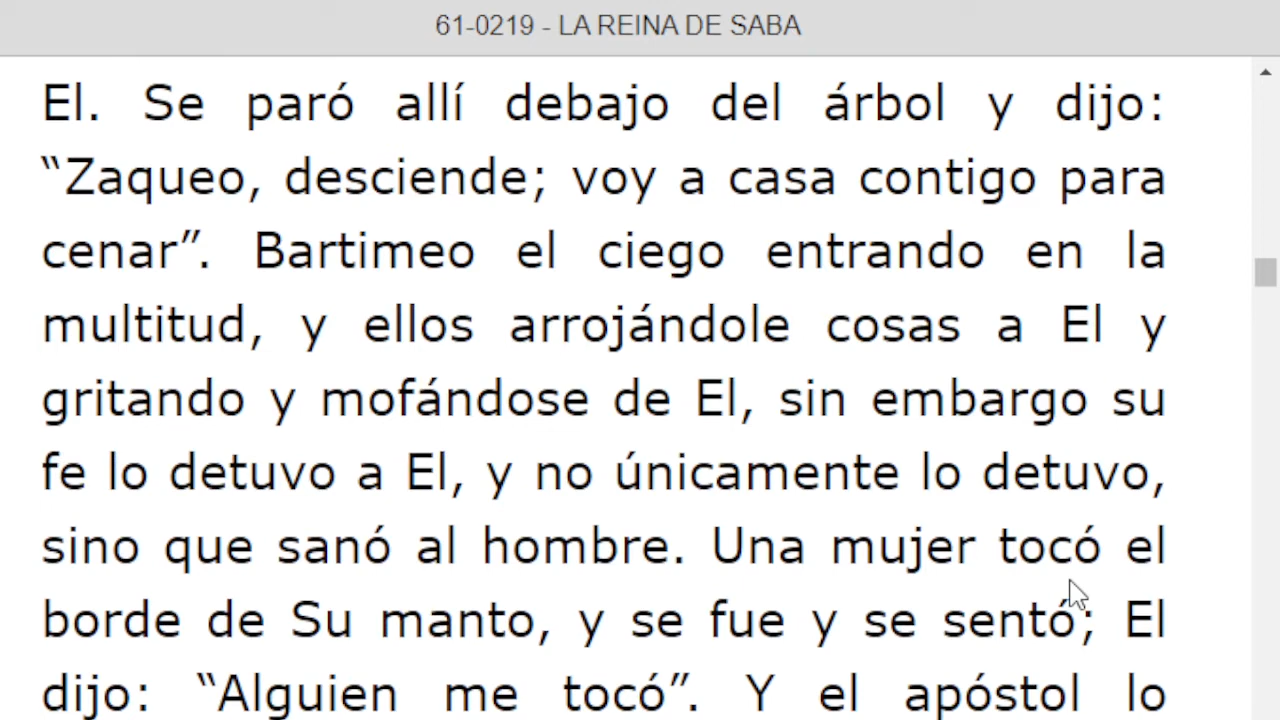 61-0219 - LA REINA DE SABA
El. Se paró allí debajo del árbol y dijo:
“Zaqueo, desciende; voy a casa contigo para
cenar”. Bartimeo el ciego entrando en la
multitud, y ellos arrojándole cosas a El y
gritando y mofándose de El, sin embargo su
fe lo detuvo a El, y no únicamente lo detuvo,
sino que sanó al hombre. Una mujer tocó el
borde de Su manto, y se fue y se sentó; El
dijo: “Alguien me tocó”. Y el apóstol lo